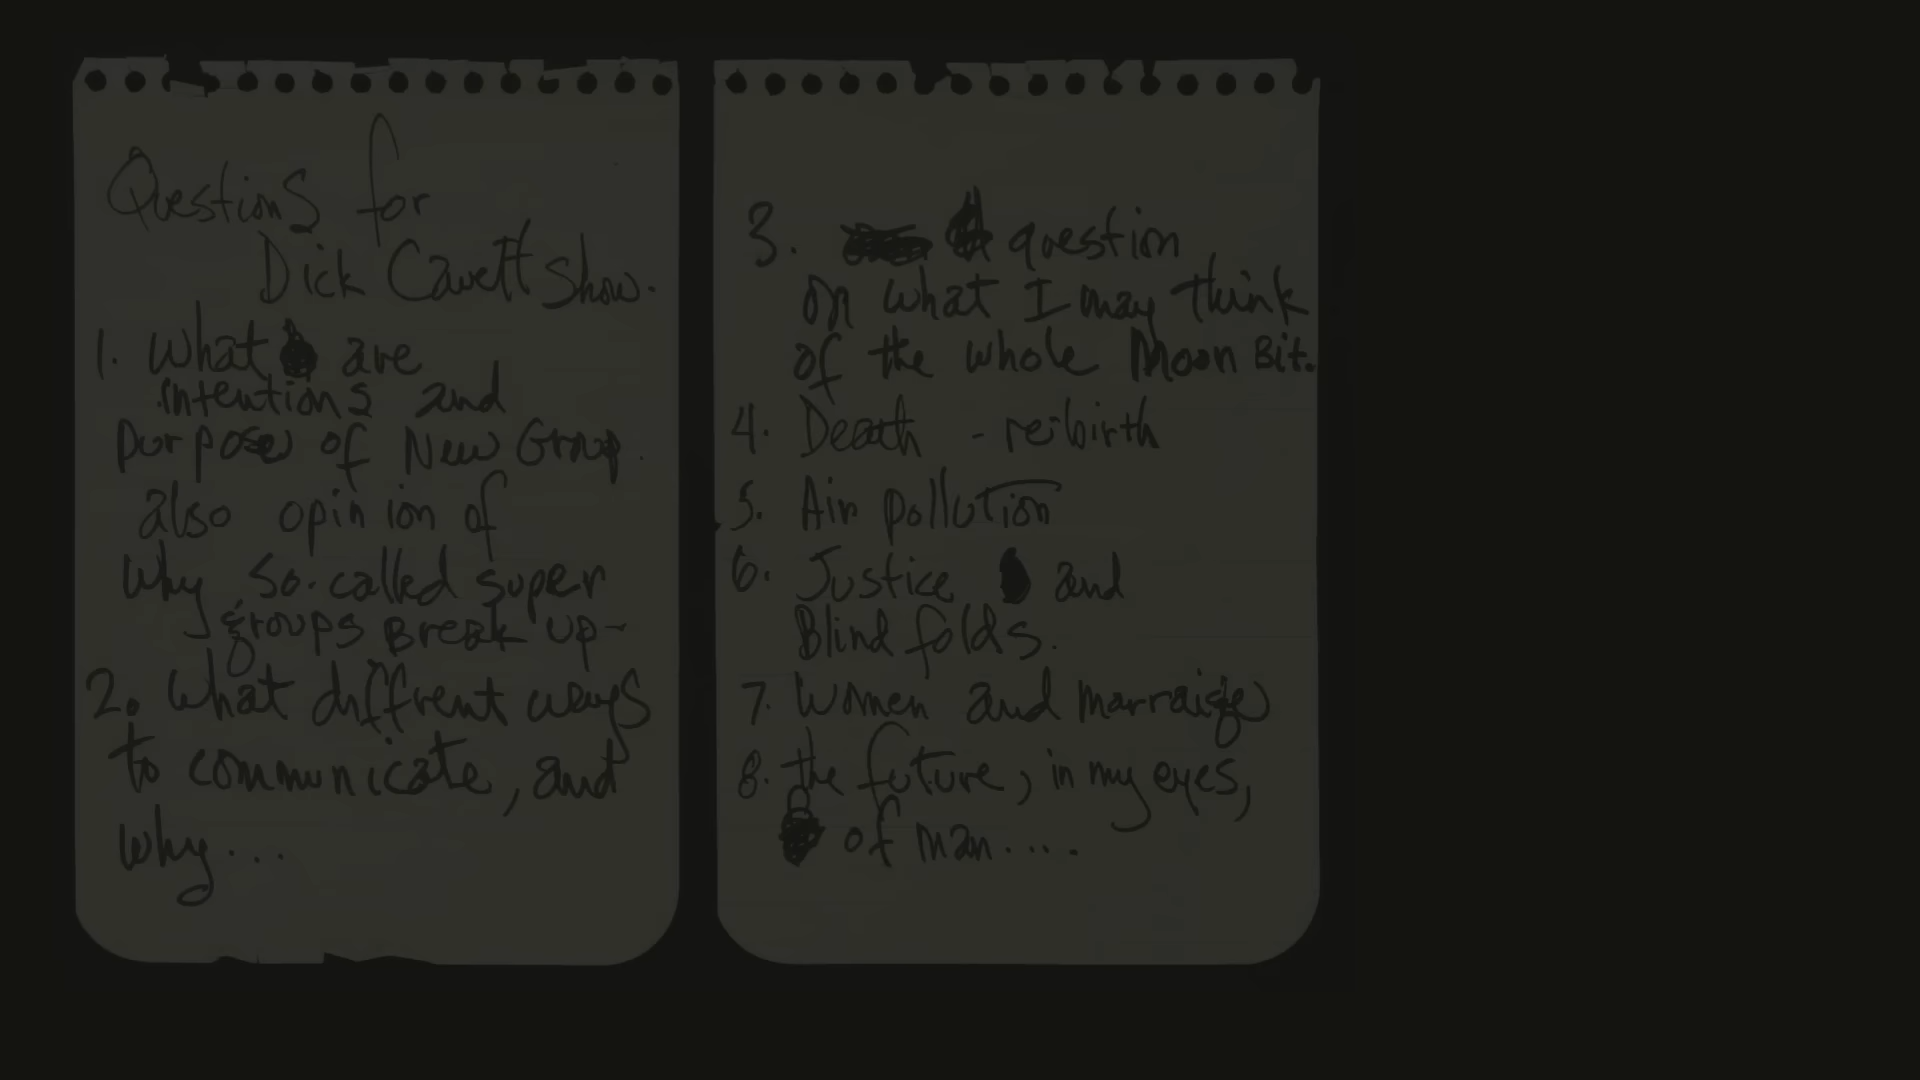 Questions for
Dick Cavett Show.
1. What are
intentions and
purpose of New Group.
also opinion of
why so-called super
groups Break up-
2. What diffrent ways
to communicate, and
why...
3. question
on what I may think
of the whole Moon Bit.
4. Death - re-birth
5. Air pollution
6. Justice and
Blind folds.
7. Women and marraige
8. the future, in my eyes,
of man....